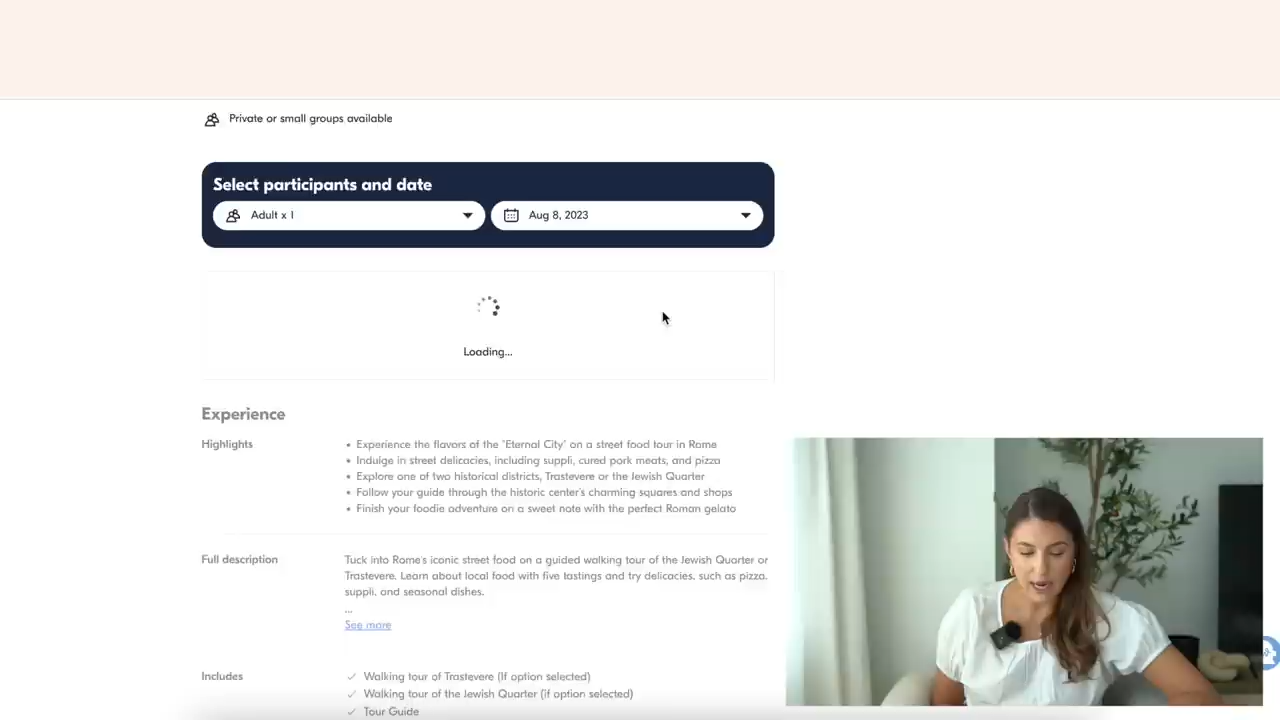 Private or small groups available
Select participants and date
Adult x 1
Aug 8, 2023
Loading...
Experience
Highlights
• Experience the flavors of the "Eternal City" on a street food tour in Rome
• Indulge in street delicacies, including suppli, cured pork meats, and pizza
• Explore one of two historical districts, Trastevere or the Jewish Quarter
• Follow your guide through the historic center's charming squares and shops
• Finish your foodie adventure on a sweet note with the perfect Roman gelato
Full description
Tuck into Rome's iconic street food on a guided walking tour of the Jewish Quarter or
Trastevere. Learn about local food with five tastings and try delicacies, such as pizza,
suppli, and seasonal dishes.
...
See more
Includes
Walking tour of Trastevere (If option selected)
Walking tour of the Jewish Quarter (if option selected)
Tour Guide